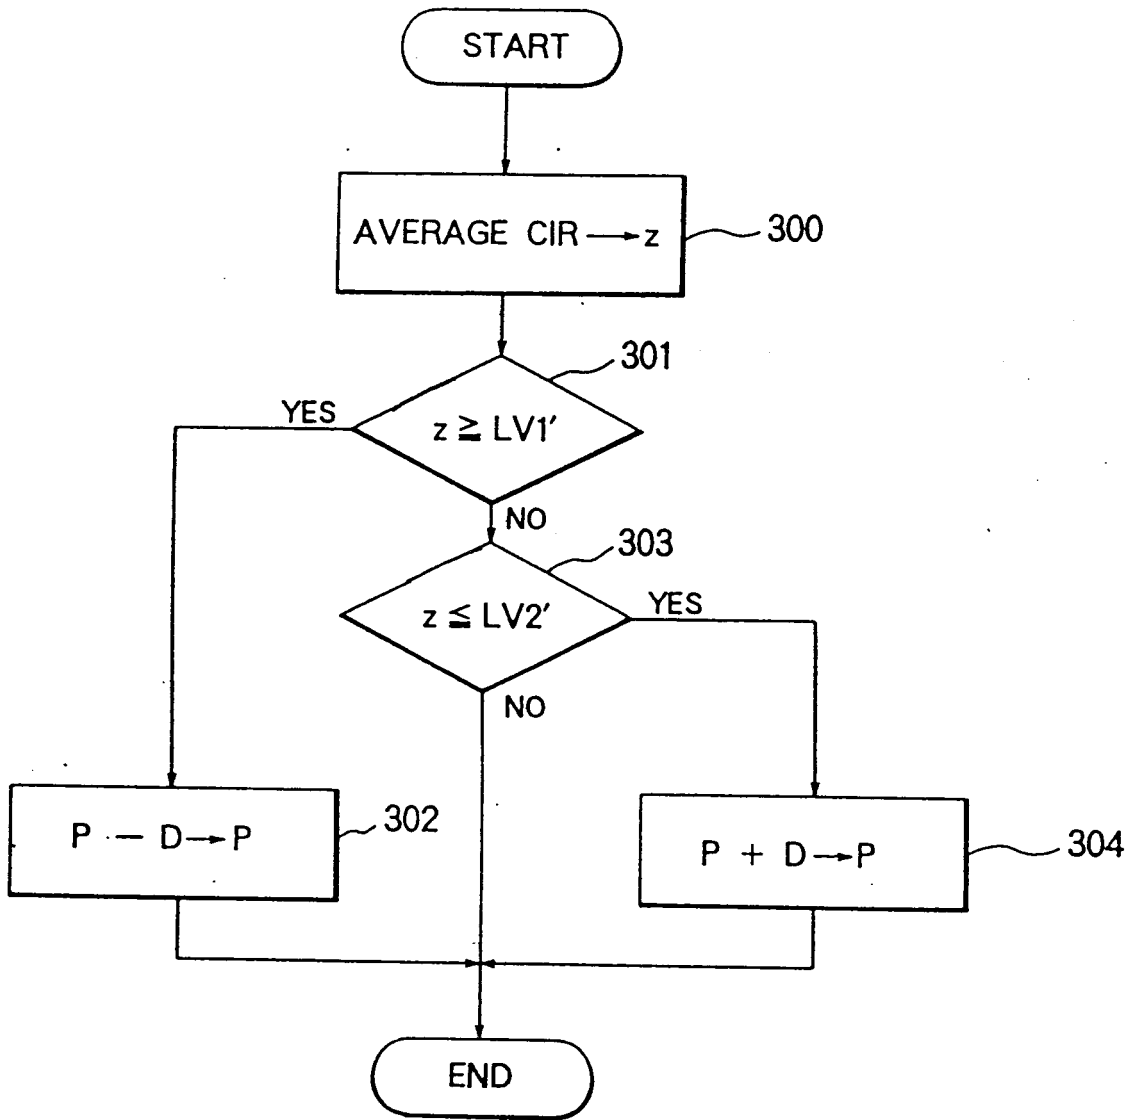 START
AVERAGE CIR → z
300
301
YES
z ≧ LV1'
NO
303
z ≦ LV2'
YES
NO
P - D → P
302
P + D → P
304
END